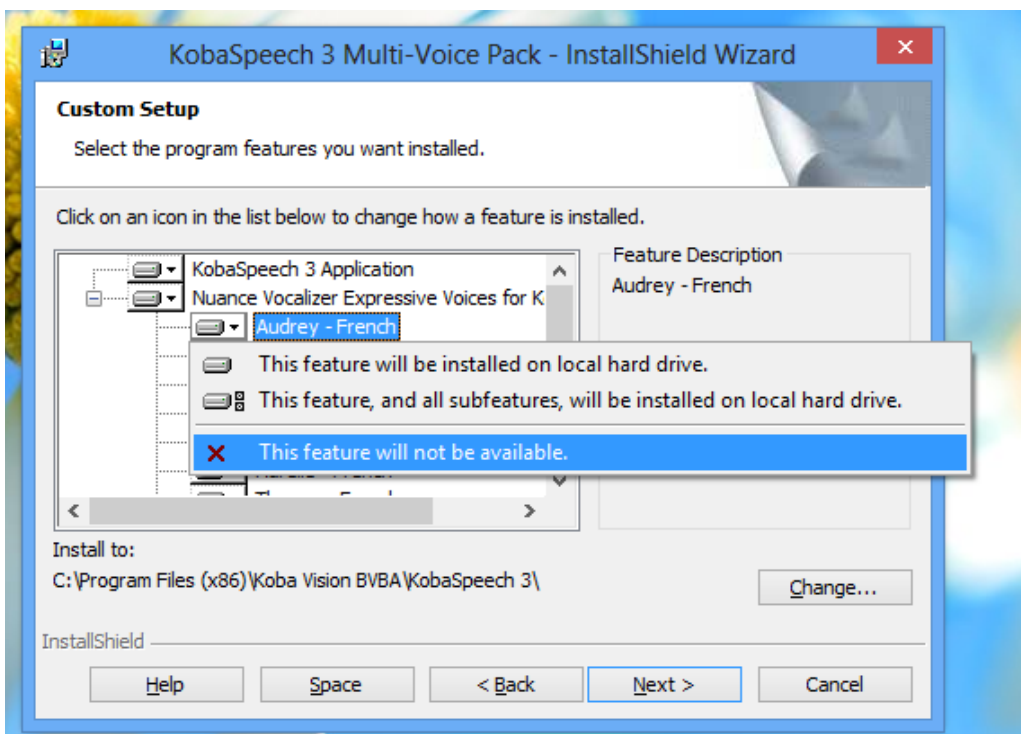 KobaSpeech 3 Multi-Voice Pack - InstallShield Wizard
Custom Setup
Select the program features you want installed.
Click on an icon in the list below to change how a feature is installed.
KobaSpeech 3 Application
Nuance Vocalizer Expressive Voices for K
Audrey - French
Feature Description
Audrey - French
This feature will be installed on local hard drive.
This feature, and all subfeatures, will be installed on local hard drive.
This feature will not be available.
Install to:
C:\Program Files (x86)\Koba Vision BVBA\KobaSpeech 3\
Change...
InstallShield
Help
Space
< Back
Next >
Cancel